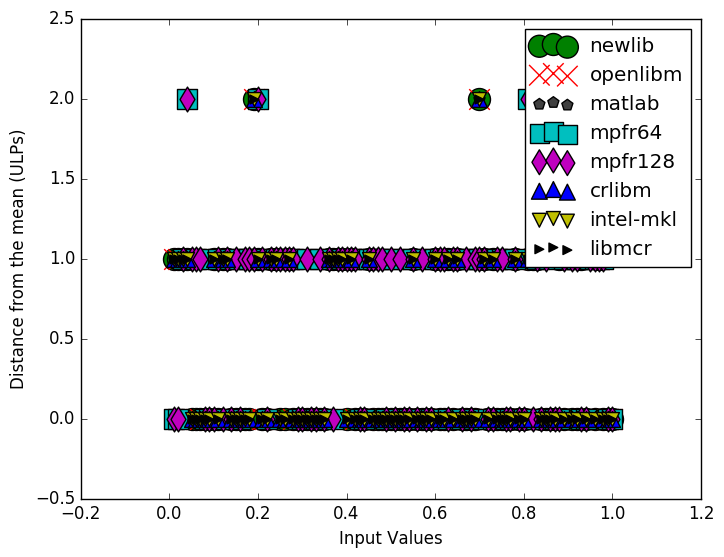 2.5
2.0
1.5
1.0
0.5
0.0
−0.5
Distance from the mean (ULPs)
newlib
openlibm
matlab
mpfr64
mpfr128
crlibm
intel-mkl
libmcr
−0.2 0.0 0.2 0.4 0.6 0.8 1.0 1.2
Input Values